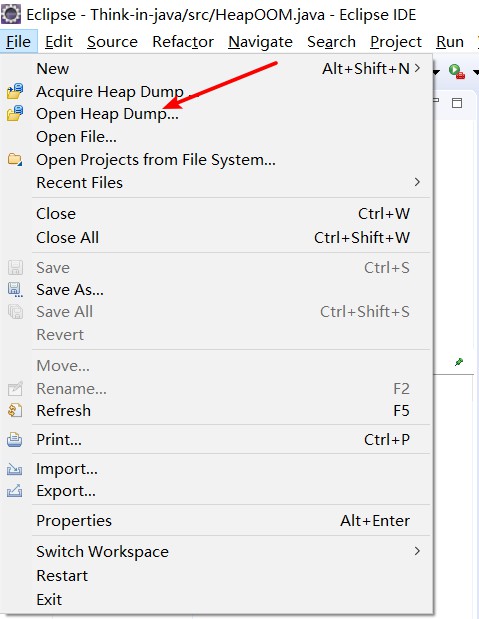 Eclipse - Think-in-java/src/HeapOOM.java - Eclipse IDE
File Edit Source Refactor Navigate Search Project Run
New Alt+Shift+N >
Acquire Heap Dump...
Open Heap Dump...
Open File...
Open Projects from File System...
Recent Files >
Close Ctrl+W
Close All Ctrl+Shift+W
Save Ctrl+S
Save As...
Save All Ctrl+Shift+S
Revert
Move...
Rename... F2
Refresh F5
Print... Ctrl+P
Import...
Export...
Properties Alt+Enter
Switch Workspace >
Restart
Exit